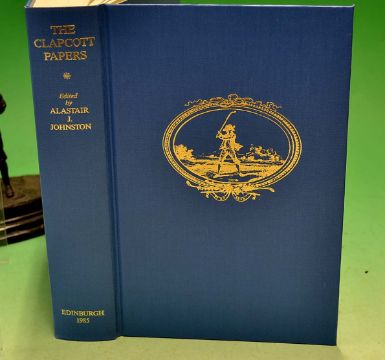 THE
CLAPCOTT
PAPERS
Edited
by
ALASTAIR
J.
JOHNSTON
EDINBURGH
1985